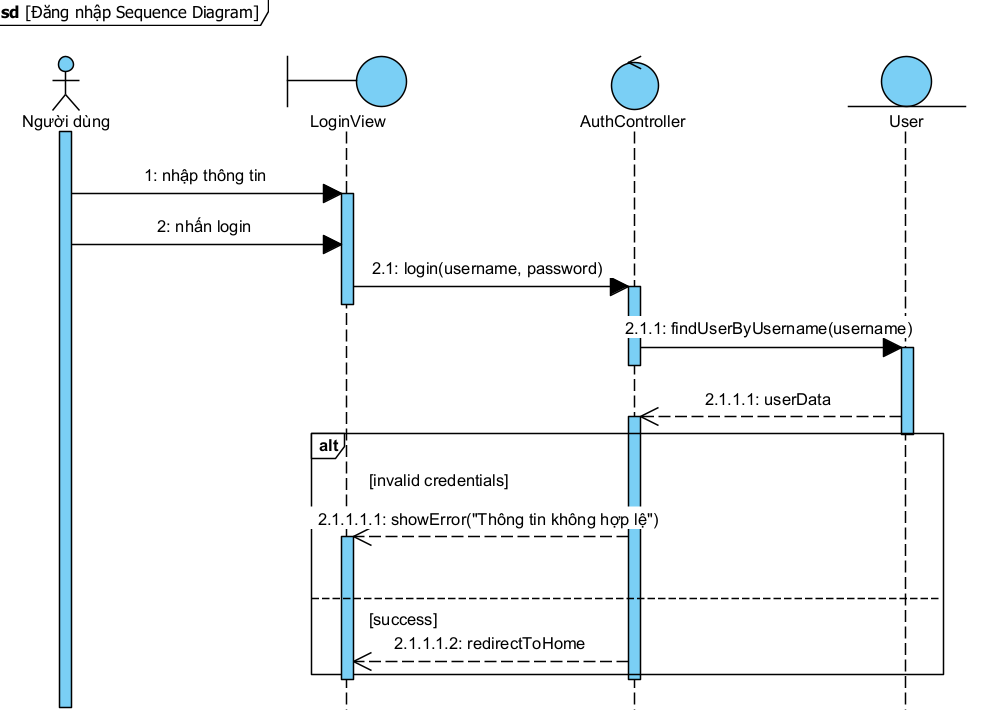 sd [Đăng nhập Sequence Diagram]
Người dùng
LoginView
AuthController
User
1: nhập thông tin
2: nhấn login
2.1: login(username, password)
2.1.1: findUserByUsername(username)
2.1.1.1: userData
alt
[invalid credentials]
2.1.1.1.1: showError("Thông tin không hợp lệ")
[success]
2.1.1.1.2: redirectToHome